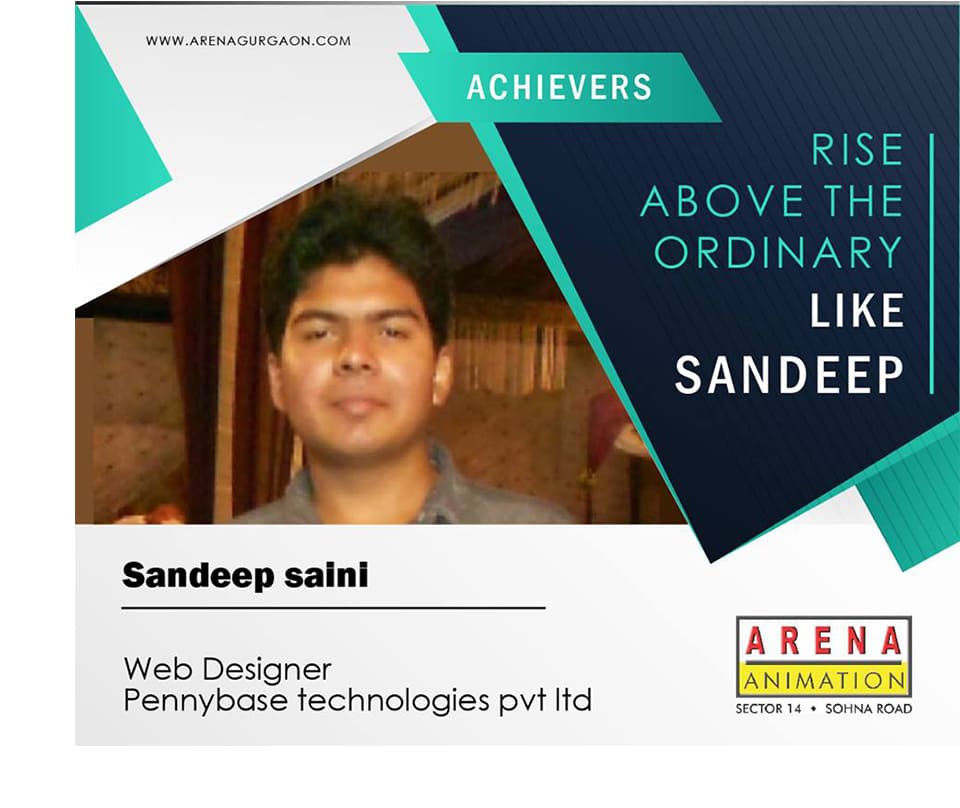 WWW.ARENAGURGAON.COM
ACHIEVERS
RISE
ABOVE THE
ORDINARY
LIKE
SANDEEP
Sandeep saini
Web Designer
Pennybase technologies pvt ltd
ARENA
ANIMATION
SECTOR 14 • SOHNA ROAD